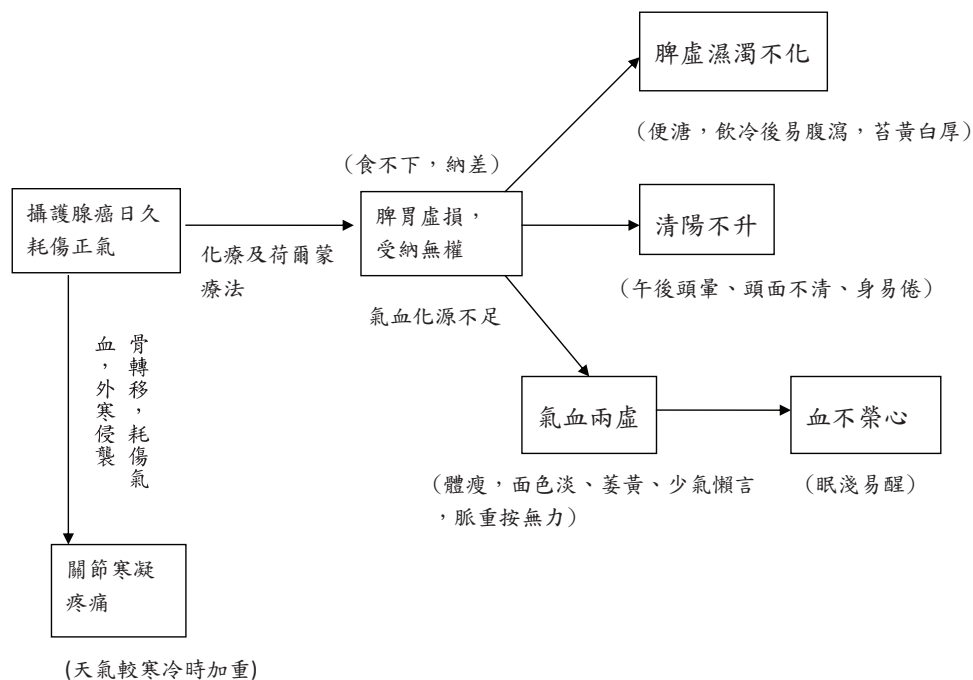 脾虛濕濁不化
（便溏，飲冷後易腹瀉，苔黃白厚）
（食不下，納差）
攝護腺癌日久
耗傷正氣
化療及荷爾蒙
療法
脾胃虛損，
受納無權
清陽不升
（午後頭暈、頭面不清、身易倦）
氣血化源不足
骨轉移，耗傷氣
血，外寒侵襲
氣血兩虛
血不榮心
（體瘦，面色淡、萎黃、少氣懶言
，脈重按無力）
（眠淺易醒）
關節寒凝
疼痛
(天氣較寒冷時加重)